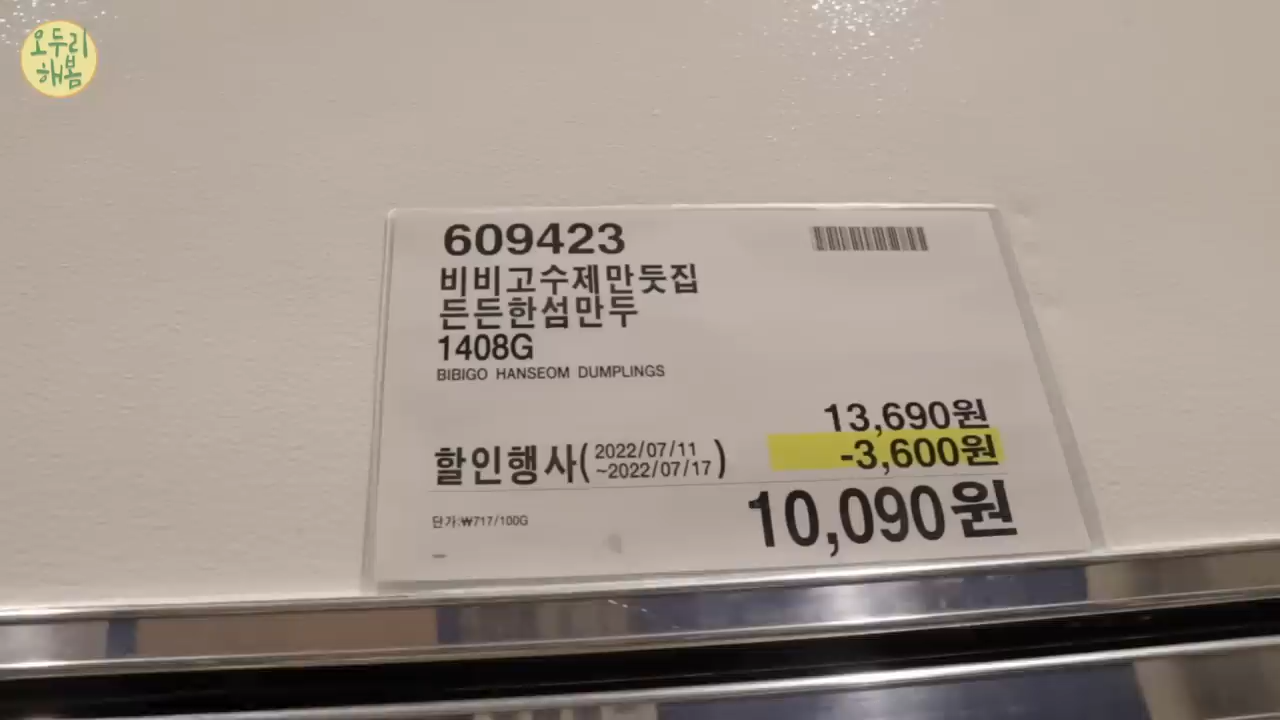 오두리
해봄
609423
비비고수제만둣집
든든한섬만두
1408G
BIBIGO HANSEOM DUMPLINGS
13,690원
할인행사( 2022/07/11 ~2022/07/17 ) -3,600원
10,090원
단가:₩717/100G